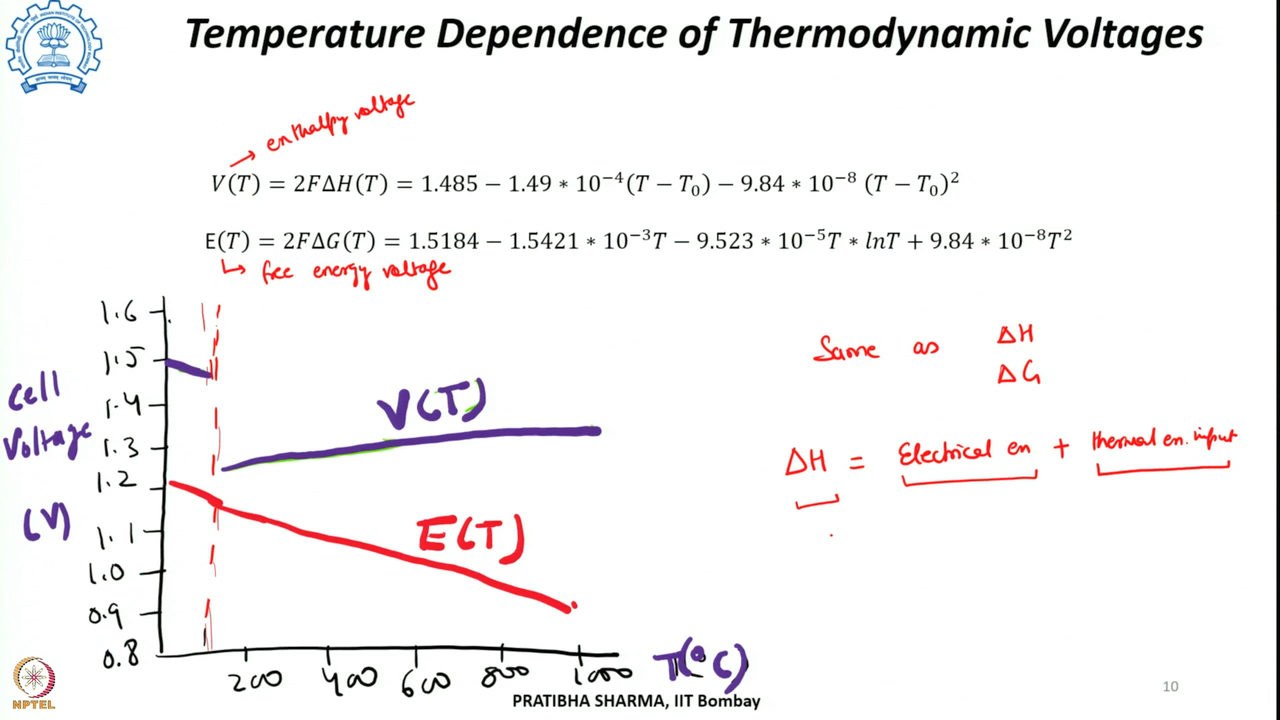 Temperature Dependence of Thermodynamic Voltages
enthalpy voltage
V(T) = 2FΔH(T) = 1.485 − 1.49 ∗ 10⁻⁴(T − T₀) − 9.84 ∗ 10⁻⁸ (T − T₀)²
E(T) = 2FΔG(T) = 1.5184 − 1.5421 ∗ 10⁻³T − 9.523 ∗ 10⁻⁵T ∗ lnT + 9.84 ∗ 10⁻⁸T²
free energy voltage
1.6
1.5
1.4
1.3
1.2
1.1
1.0
0.9
0.8
Cell
Voltage
(V)
V(T)
E(T)
200 400 600 800 1000
T(°C)
Same as ΔH
ΔG
ΔH = Electrical en + thermal en. input
NPTEL
PRATIBHA SHARMA, IIT Bombay
10